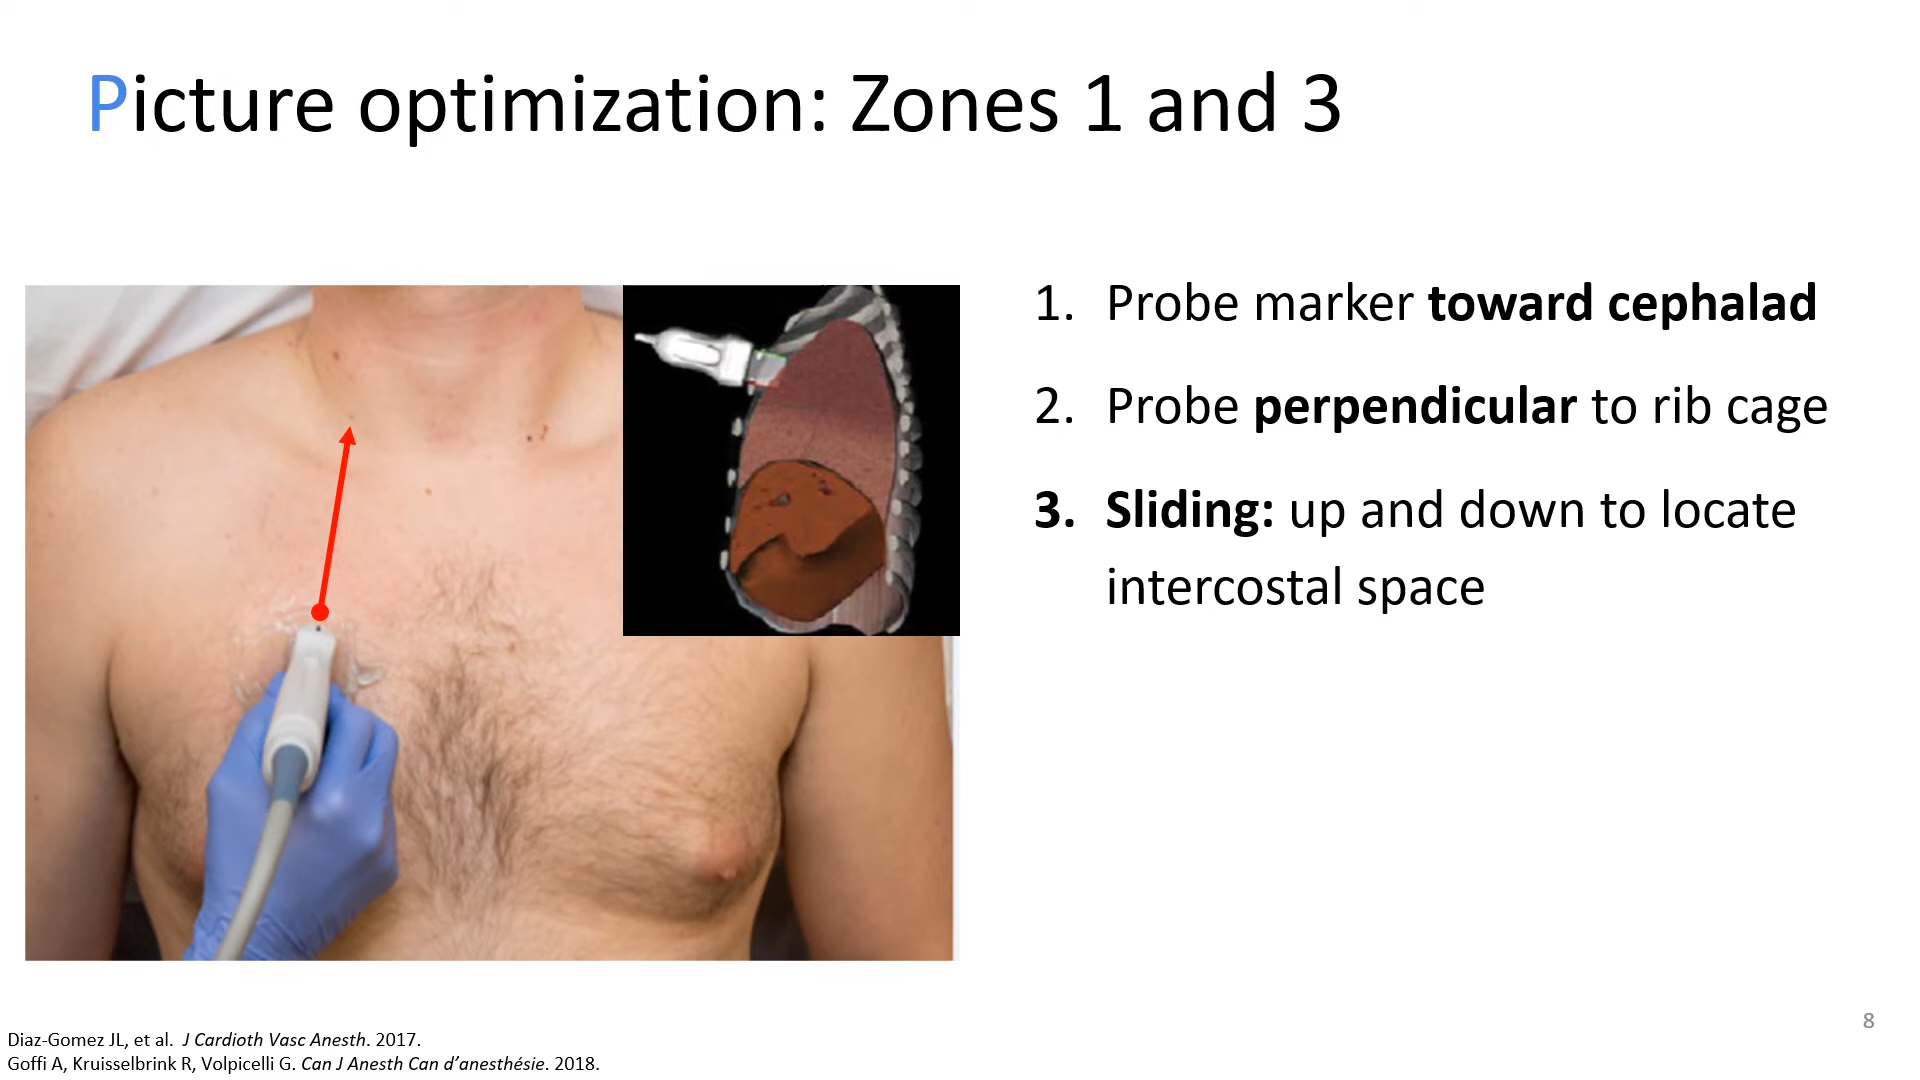 Picture optimization: Zones 1 and 3
1. Probe marker toward cephalad
2. Probe perpendicular to rib cage
3. Sliding: up and down to locate
intercostal space
8
Diaz-Gomez JL, et al. J Cardioth Vasc Anesth. 2017.
Goffi A, Kruisselbrink R, Volpicelli G. Can J Anesth Can d’anesthésie. 2018.